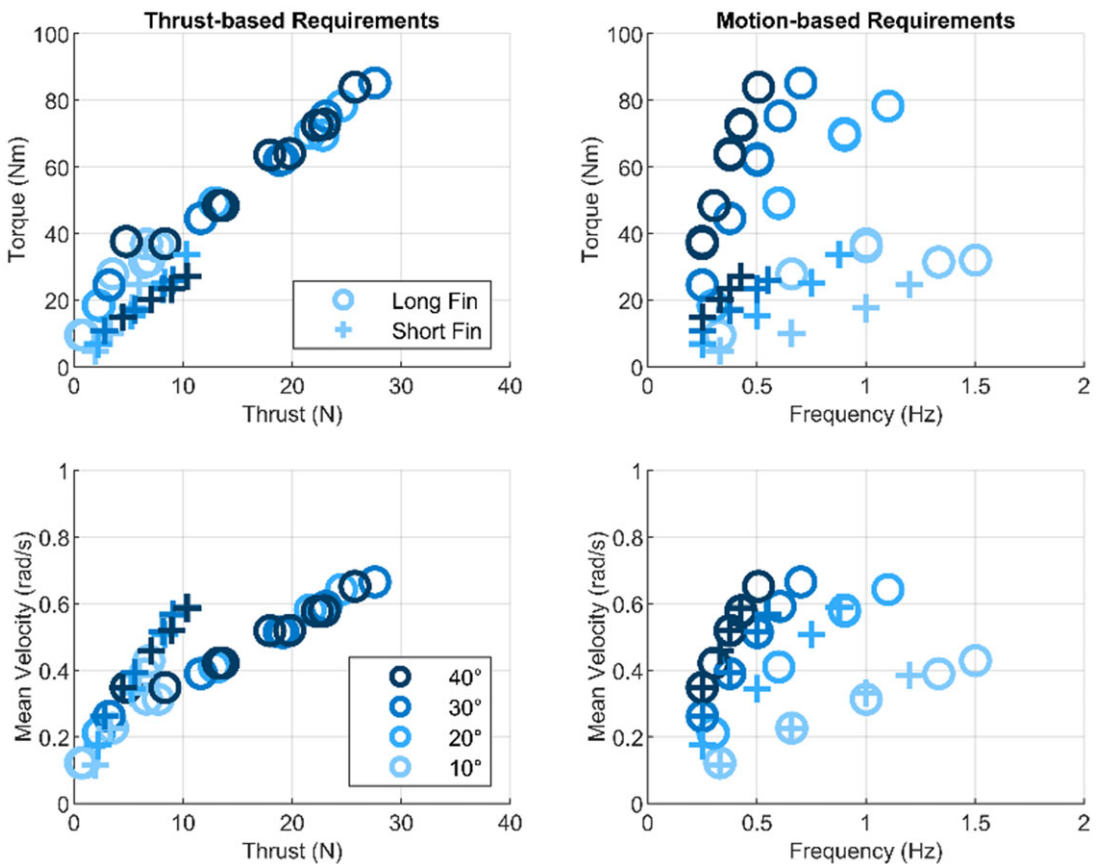 Thrust-based Requirements
100
80
60
40
20
0
Torque (Nm)
0 10 20 30 40
Thrust (N)
Long Fin
Short Fin
Motion-based Requirements
100
80
60
40
20
0
Torque (Nm)
0 0.5 1 1.5 2
Frequency (Hz)
1
0.8
0.6
0.4
0.2
0
Mean Velocity (rad/s)
0 10 20 30 40
Thrust (N)
40°
30°
20°
10°
1
0.8
0.6
0.4
0.2
0
Mean Velocity (rad/s)
0 0.5 1 1.5 2
Frequency (Hz)